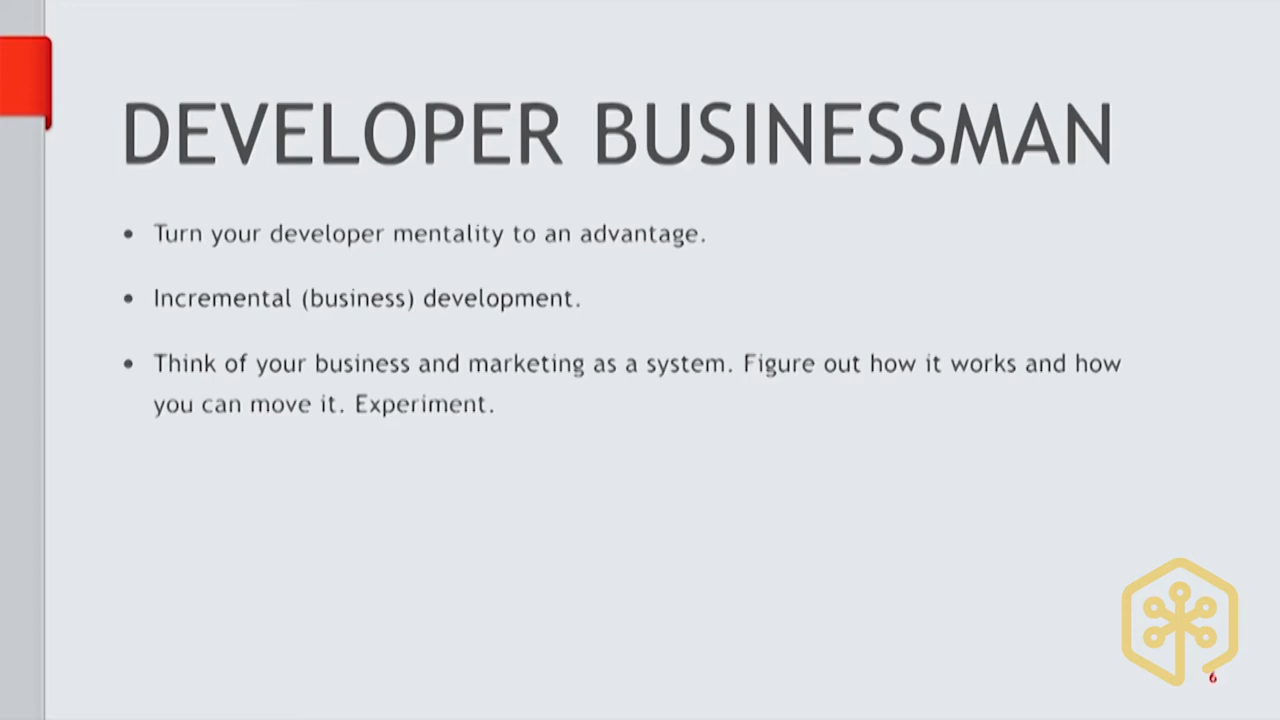 DEVELOPER BUSINESSMAN
• Turn your developer mentality to an advantage.
• Incremental (business) development.
• Think of your business and marketing as a system. Figure out how it works and how
you can move it. Experiment.
6